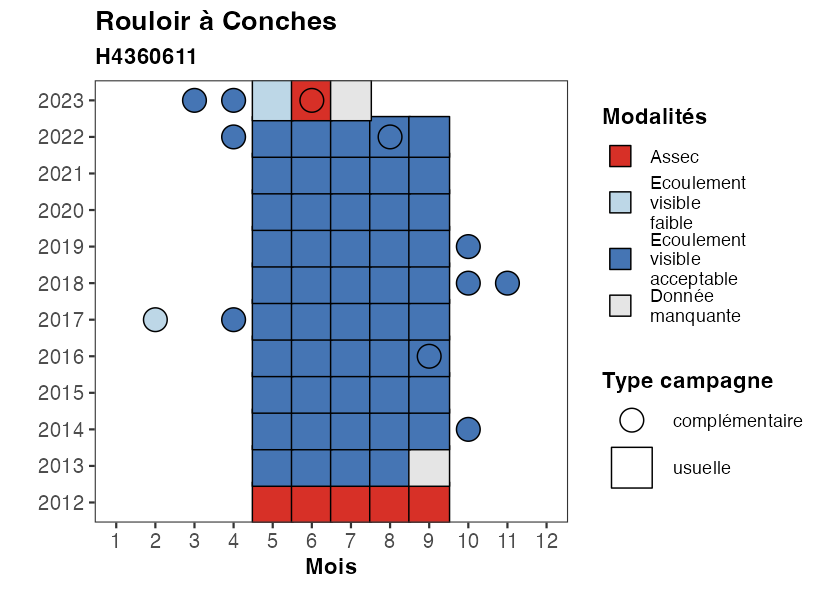 Rouloir à Conches
H4360611
2023
2022
2021
2020
2019
2018
2017
2016
2015
2014
2013
2012
1 2 3 4 5 6 7 8 9 10 11 12
Mois
Modalités
Assec
Ecoulement
visible
faible
Ecoulement
visible
acceptable
Donnée
manquante
Type campagne
complémentaire
usuelle